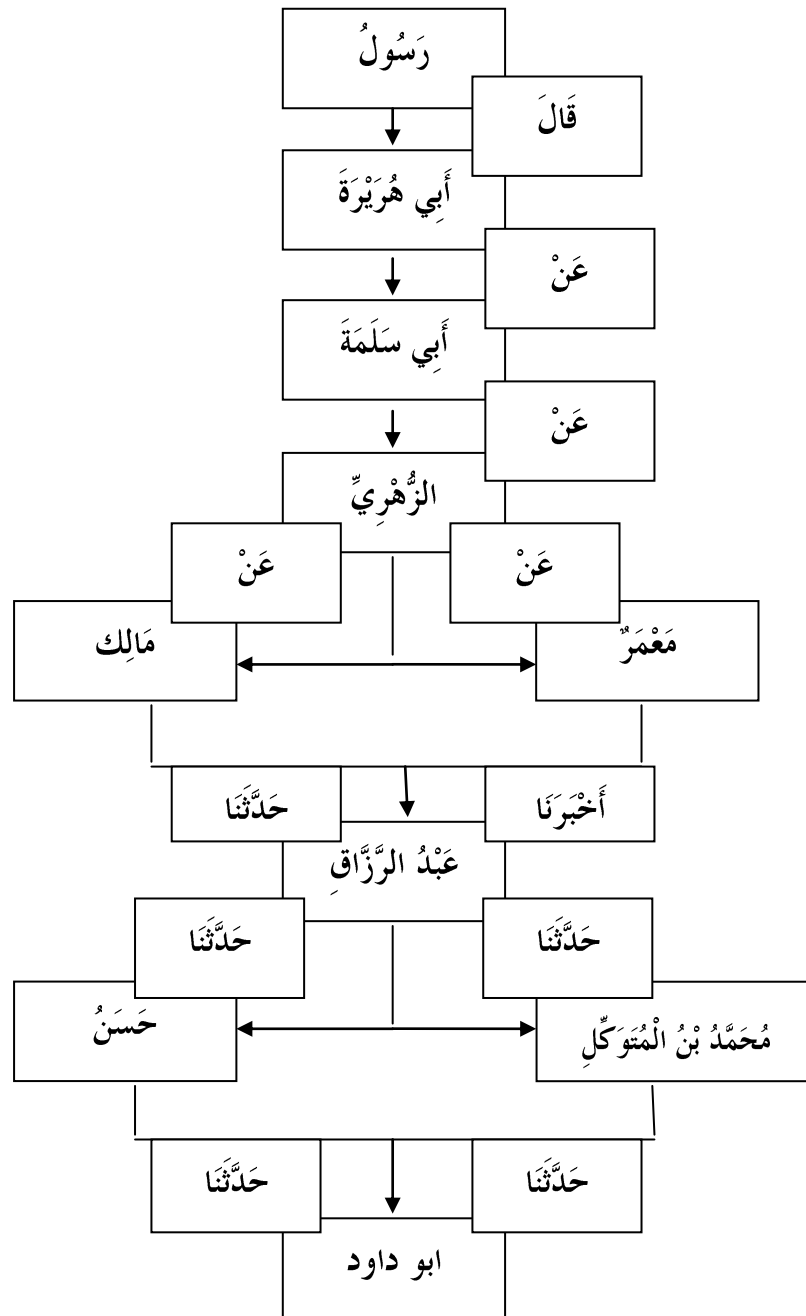 رَسُولُ
قَالَ
أَبِي هُرَيْرَةَ
عَنْ
أَبِي سَلَمَةَ
عَنْ
الزُّهْرِيِّ
عَنْ
عَنْ
مَعْمَرٌ
مَالِك
أَخْبَرَنَا
حَدَّثَنَا
عَبْدُ الرَّزَّاقِ
حَدَّثَنَا
حَدَّثَنَا
مُحَمَّدُ بْنُ الْمُتَوَكِّلِ
حَسَنُ
حَدَّثَنَا
حَدَّثَنَا
ابو داود